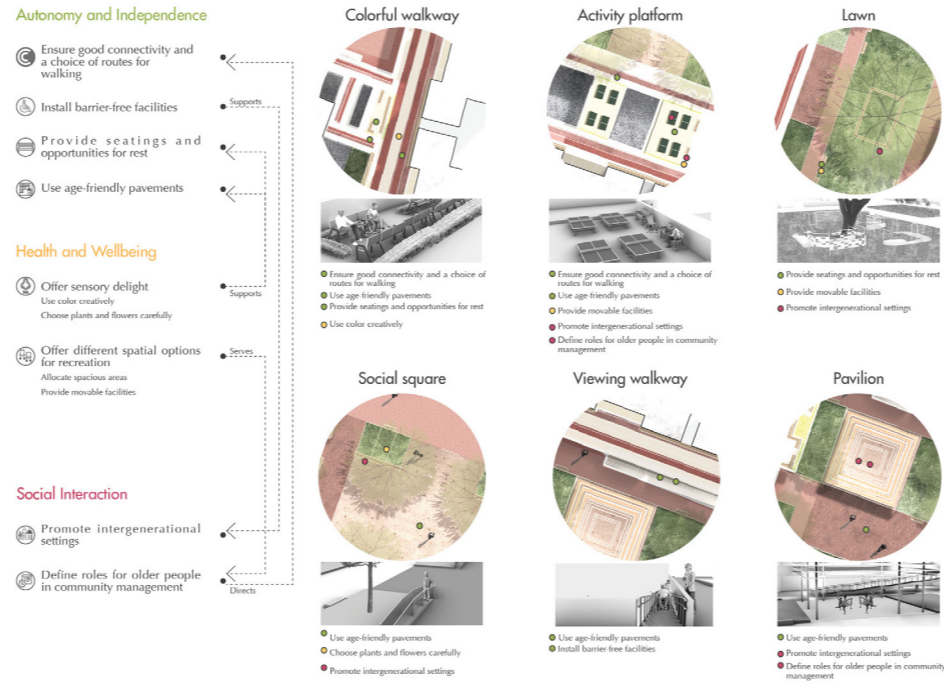 Autonomy and Independence
Ensure good connectivity and
a choice of routes for
walking
Install barrier-free facilities
Supports
Provide seatings and
opportunities for rest
Use age-friendly pavements
Health and Wellbeing
Offer sensory delight
Supports
Use color creatively
Choose plants and flowers carefully
Offer different spatial options
for recreation
Serves
Allocate spacious areas
Provide movable facilities
Social Interaction
Promote intergenerational
settings
Define roles for older people
in community management
Directs
Colorful walkway
Ensure good connectivity and a choice of
routes for walking
Use age-friendly pavements
Provide seatings and opportunities for rest
Use color creatively
Activity platform
Ensure good connectivity and a choice of
routes for walking
Use age-friendly pavements
Provide movable facilities
Promote intergenerational settings
Define roles for older people in community
management
Lawn
Provide seatings and opportunities for rest
Provide movable facilities
Promote intergenerational settings
Social square
Use age-friendly pavements
Choose plants and flowers carefully
Promote intergenerational settings
Viewing walkway
Use age-friendly pavements
Install barrier-free facilities
Pavilion
Use age-friendly pavements
Promote intergenerational settings
Define roles for older people in community
management